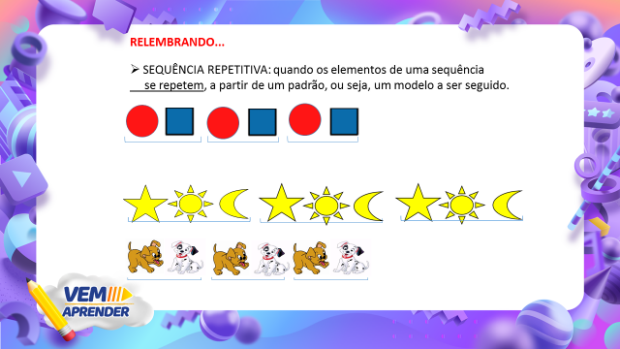 RELEMBRANDO...
➢ SEQUÊNCIA REPETITIVA: quando os elementos de uma sequência
se repetem, a partir de um padrão, ou seja, um modelo a ser seguido.
VEM
APRENDER